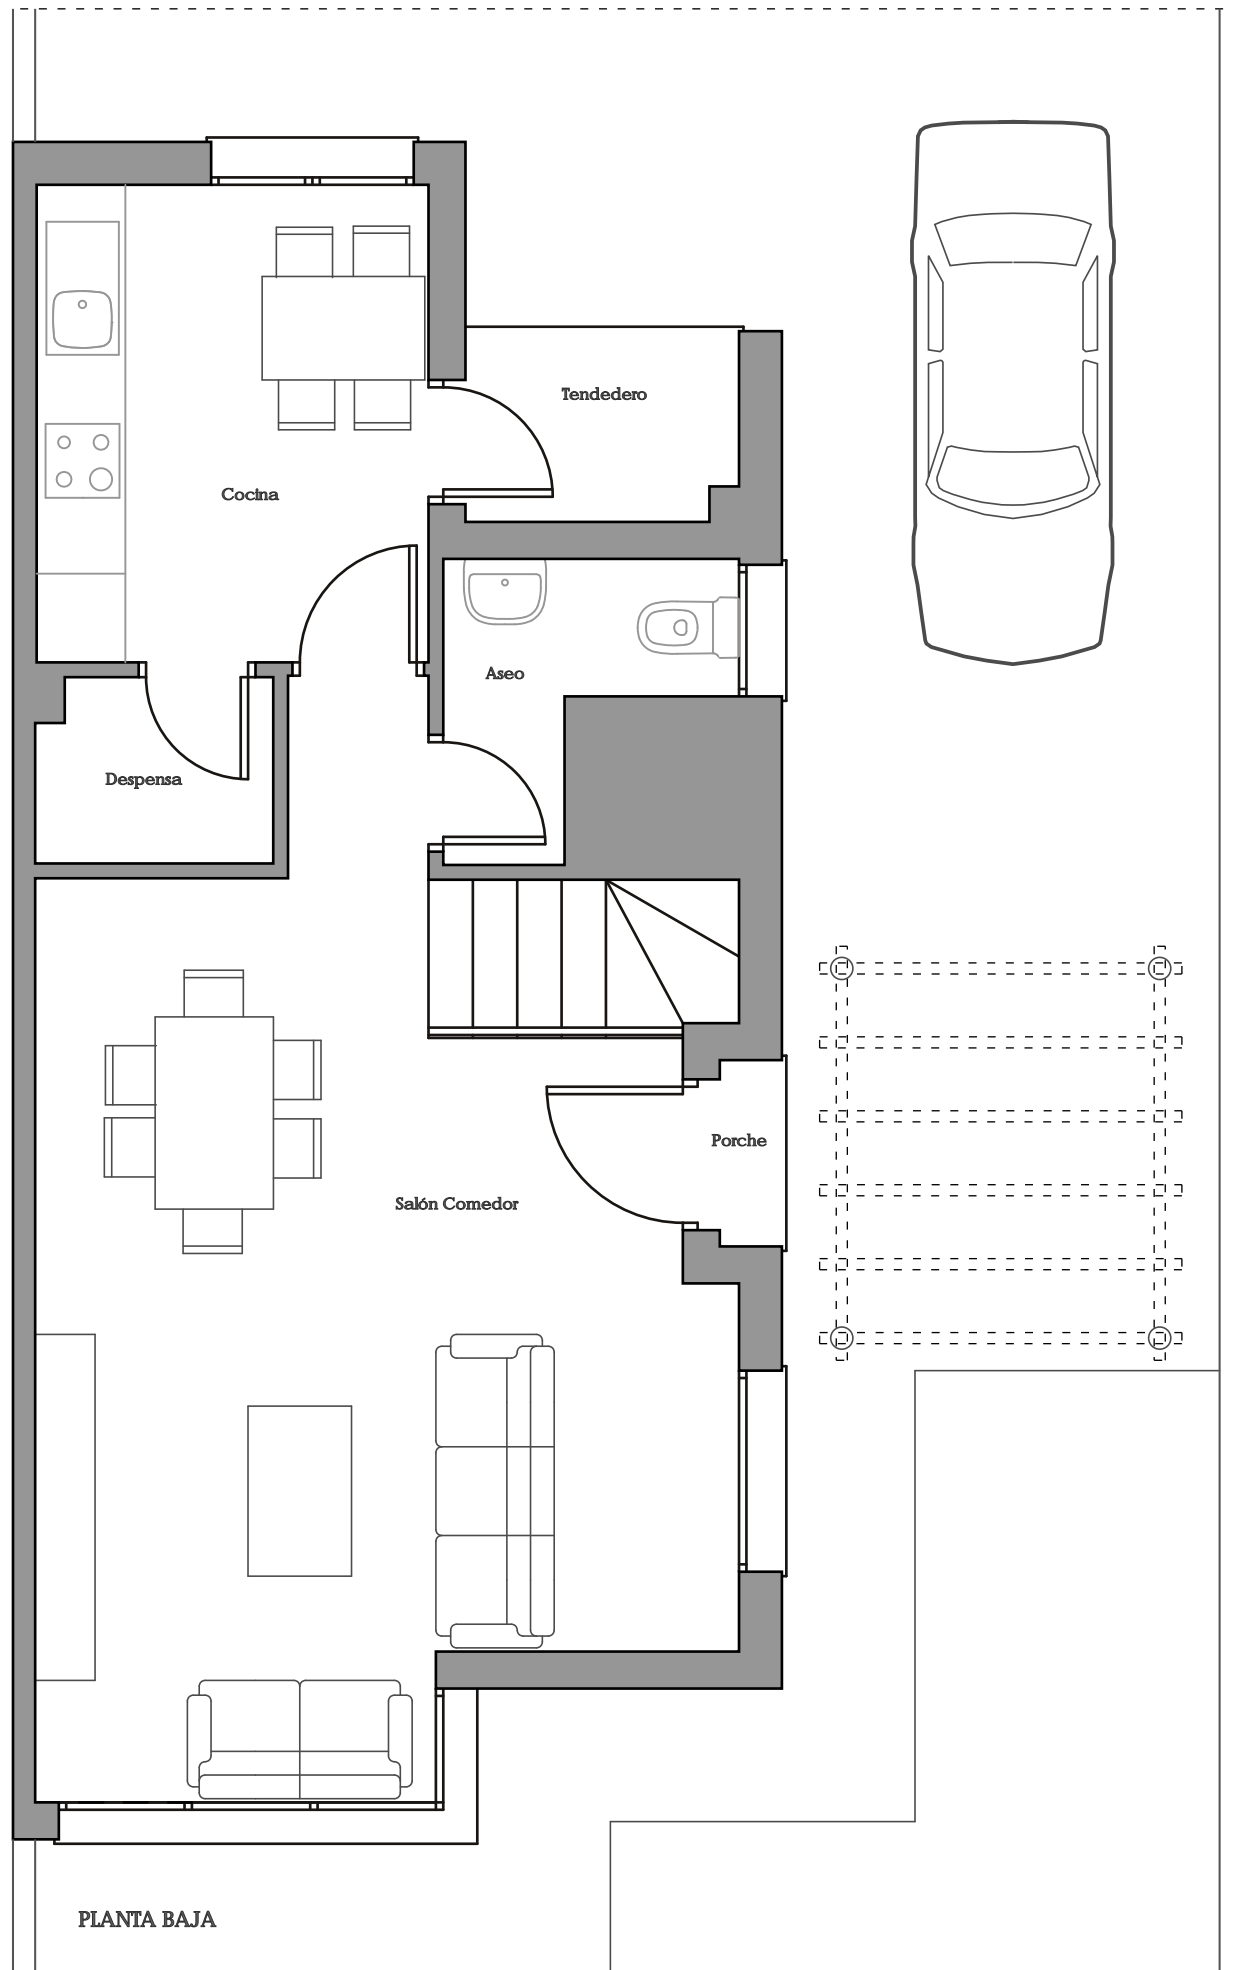 Tendedero
Cocina
Aseo
Despensa
Porche
Salón Comedor
PLANTA BAJA